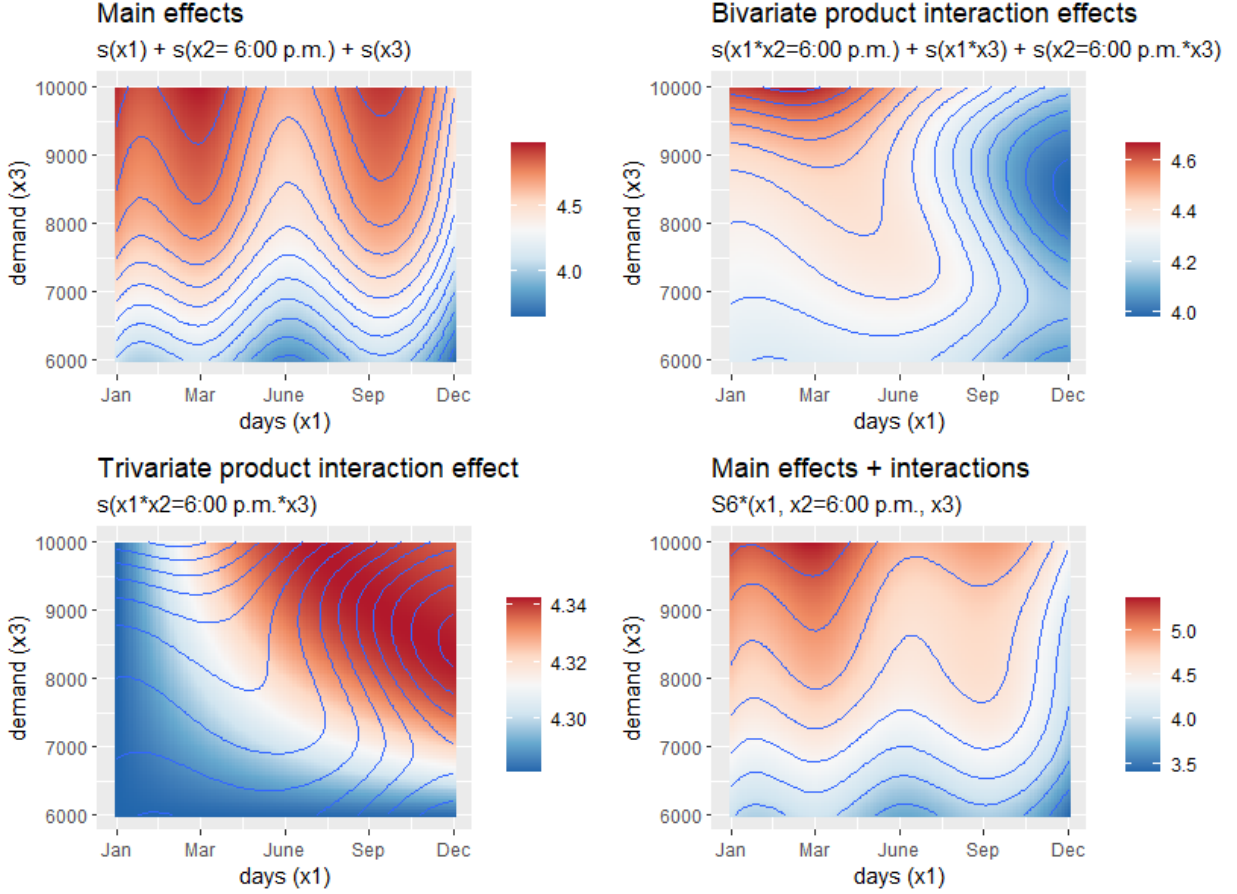 Main effects
s(x1) + s(x2= 6:00 p.m.) + s(x3)
10000
9000
8000
7000
6000
demand (x3)
Jan Mar June Sep Dec
days (x1)
4.5
4.0
Bivariate product interaction effects
s(x1*x2=6:00 p.m.) + s(x1*x3) + s(x2=6:00 p.m.*x3)
10000
9000
8000
7000
6000
demand (x3)
Jan Mar June Sep Dec
days (x1)
4.6
4.4
4.2
4.0
Trivariate product interaction effect
s(x1*x2=6:00 p.m.*x3)
10000
9000
8000
7000
6000
demand (x3)
Jan Mar June Sep Dec
days (x1)
4.34
4.32
4.30
Main effects + interactions
S6*(x1, x2=6:00 p.m., x3)
10000
9000
8000
7000
6000
demand (x3)
Jan Mar June Sep Dec
days (x1)
5.0
4.5
4.0
3.5